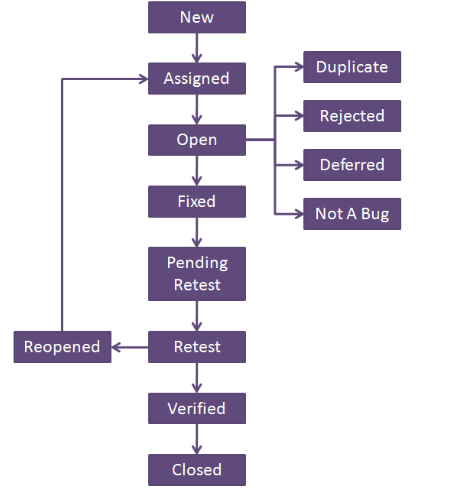 New
Assigned
Duplicate
Rejected
Open
Deferred
Fixed
Not A Bug
Pending
Retest
Reopened
Retest
Verified
Closed